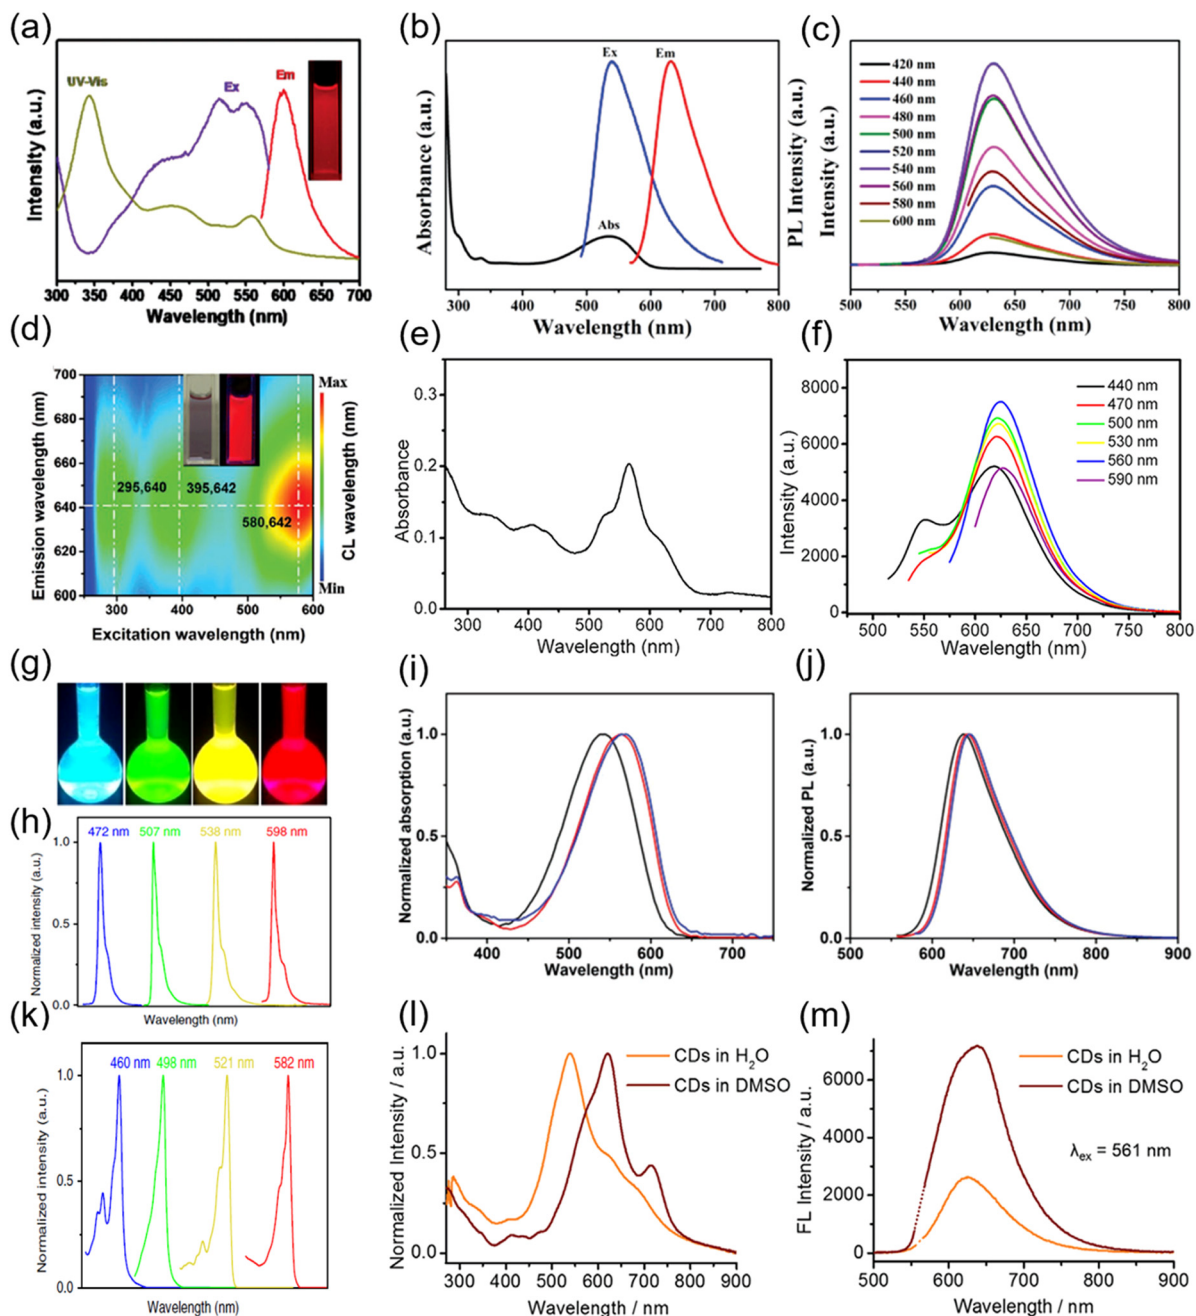 (a)
UV-Vis
Ex
Em
Intensity (a.u.)
300 350 400 450 500 550 600 650 700
Wavelength (nm)
(b)
Ex
Em
Abs
Absorbance (a.u.)
PL Intensity (a.u.)
300 400 500 600 700 800
Wavelength (nm)
(c)
420 nm
440 nm
460 nm
480 nm
500 nm
520 nm
540 nm
560 nm
580 nm
600 nm
Intensity (a.u.)
500 550 600 650 700 750 800
Wavelength (nm)
(d)
700
680
660
640
620
600
Emission wavelength (nm)
295,640
395,642
580,642
Max
Min
CL wavelength (nm)
300 400 500 600
Excitation wavelength (nm)
(e)
0.3
0.2
0.1
0.0
Absorbance
300 400 500 600 700 800
Wavelength (nm)
(f)
8000
6000
4000
2000
0
Intensity (a.u.)
440 nm
470 nm
500 nm
530 nm
560 nm
590 nm
500 550 600 650 700 750 800
Wavelength (nm)
(g)
(h)
472 nm 507 nm 538 nm 598 nm
1.0
0.5
0.0
Normalized intensity (a.u.)
Wavelength (nm)
(i)
1.0
0.5
0.0
Normalized absorption (a.u.)
400 500 600 700
Wavelength (nm)
(j)
1.0
0.5
0.0
Normalized PL (a.u.)
500 600 700 800 900
Wavelength (nm)
(k)
460 nm 498 nm 521 nm 582 nm
1.0
0.5
0.0
Normalized intensity (a.u.)
Wavelength (nm)
(l)
CDs in H2O
CDs in DMSO
1.0
0.5
0.0
Normalized Intensity / a.u.
300 400 500 600 700 800 900
Wavelength / nm
(m)
CDs in H2O
CDs in DMSO
λex = 561 nm
6000
4000
2000
0
FL Intensity / a.u.
500 600 700 800 900
Wavelength / nm